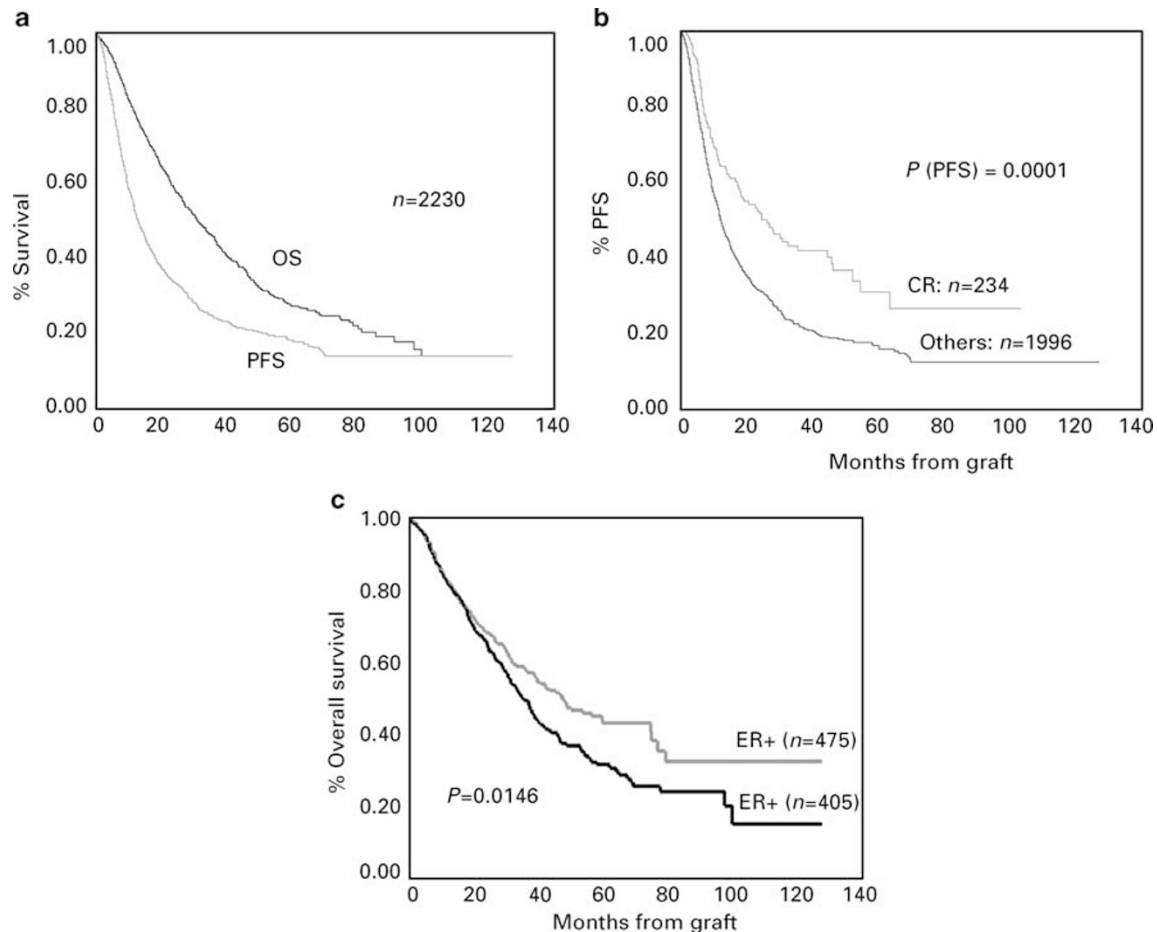 a
% Survival
1.00
0.80
0.60
0.40
0.20
0.00
n=2230
OS
PFS
0 20 40 60 80 100 120 140
b
% PFS
1.00
0.80
0.60
0.40
0.20
0.00
P (PFS) = 0.0001
CR: n=234
Others: n=1996
0 20 40 60 80 100 120 140
Months from graft
c
% Overall survival
1.00
0.80
0.60
0.40
0.20
0.00
ER+ (n=475)
ER+ (n=405)
P=0.0146
0 20 40 60 80 100 120 140
Months from graft